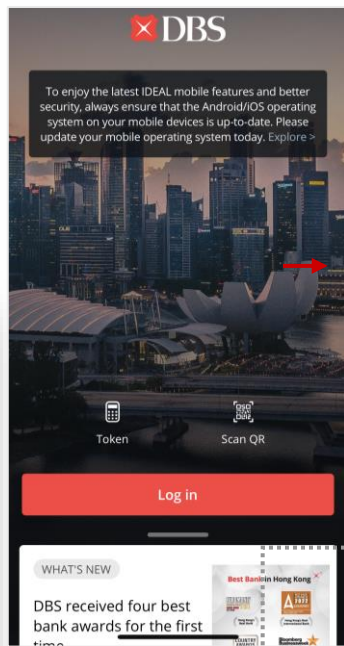 DBS
To enjoy the latest IDEAL mobile features and better
security, always ensure that the Android/iOS operating
system on your mobile devices is up-to-date. Please
update your mobile operating system today. Explore >
Token
Scan QR
Log in
WHAT'S NEW
DBS received four best
bank awards for the first
time
Best Bank in Hong Kong